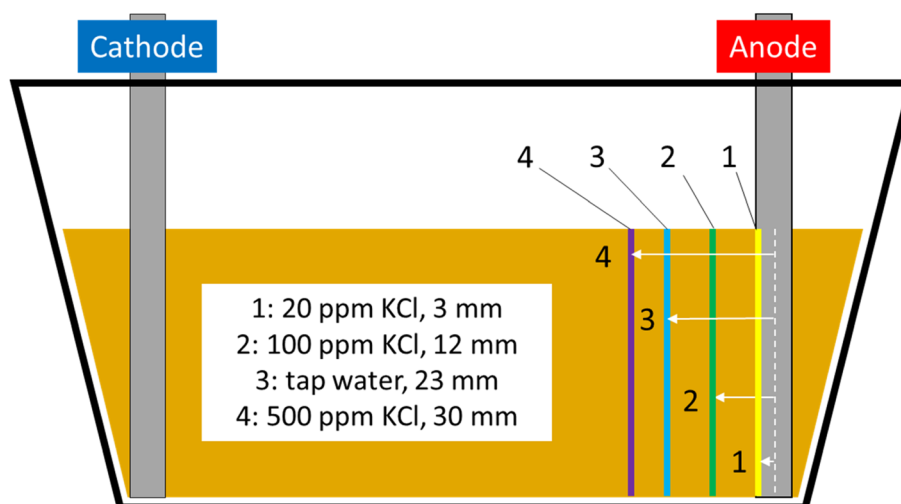 Cathode
Anode
4 3 2 1
4
1: 20 ppm KCl, 3 mm
2: 100 ppm KCl, 12 mm
3: tap water, 23 mm
4: 500 ppm KCl, 30 mm
3
2
1